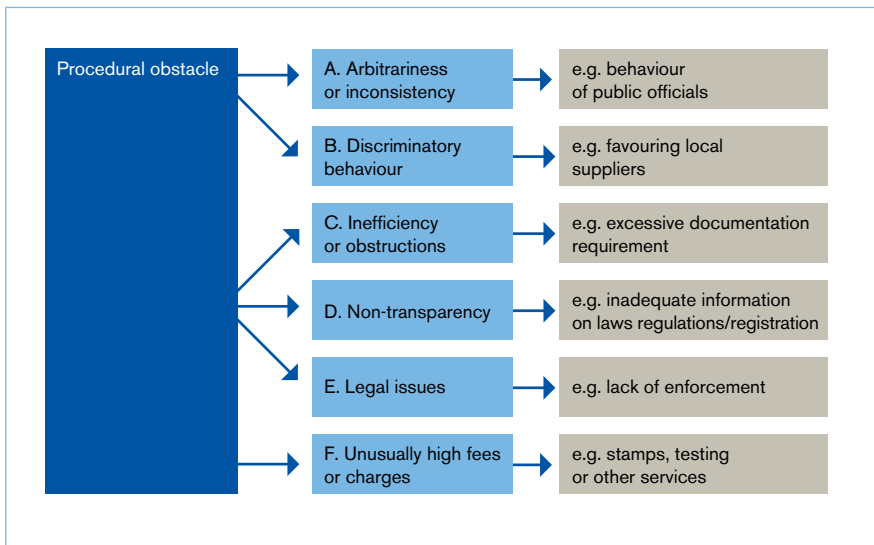 Procedural obstacle
A. Arbitrariness
or inconsistency
e.g. behaviour
of public officials
B. Discriminatory
behaviour
e.g. favouring local
suppliers
C. Inefficiency
or obstructions
e.g. excessive documentation
requirement
D. Non-transparency
e.g. inadequate information
on laws regulations/registration
E. Legal issues
e.g. lack of enforcement
F. Unusually high fees
or charges
e.g. stamps, testing
or other services